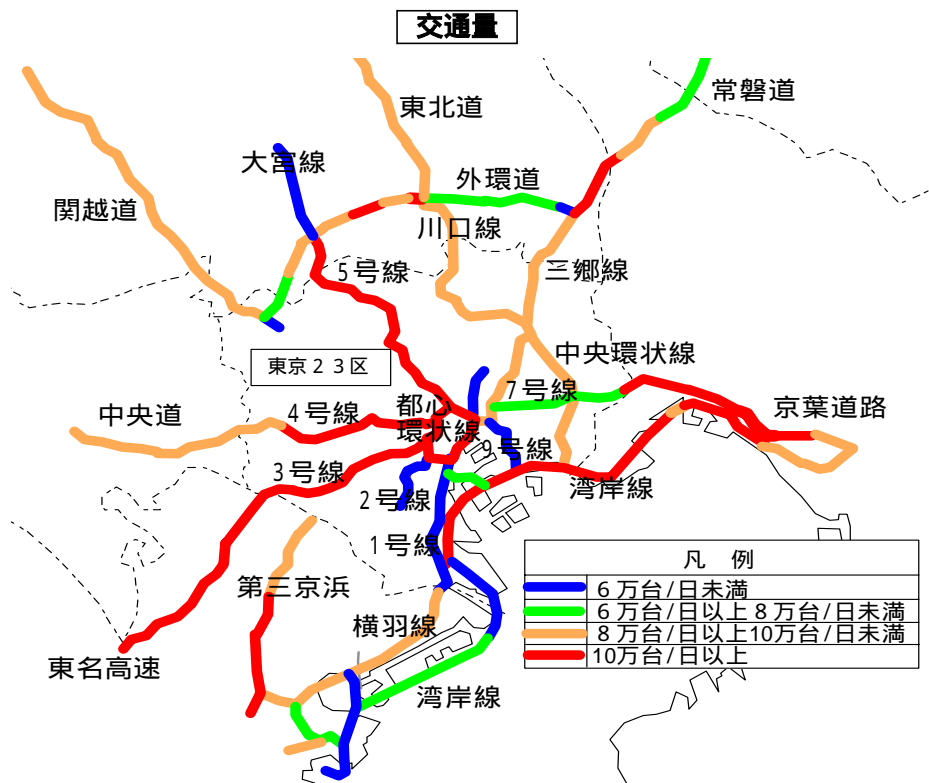 交通量
常磐道
東北道
大宮線
外環道
関越道
川口線
5号線
三郷線
東京23区
中央環状線
7号線
中央道
4号線
都心
環状線
京葉道路
9号線
3号線
湾岸線
2号線
1号線
第三京浜
横羽線
東名高速
湾岸線
凡 例
6万台/日未満
6万台/日以上8万台/日未満
8万台/日以上10万台/日未満
10万台/日以上